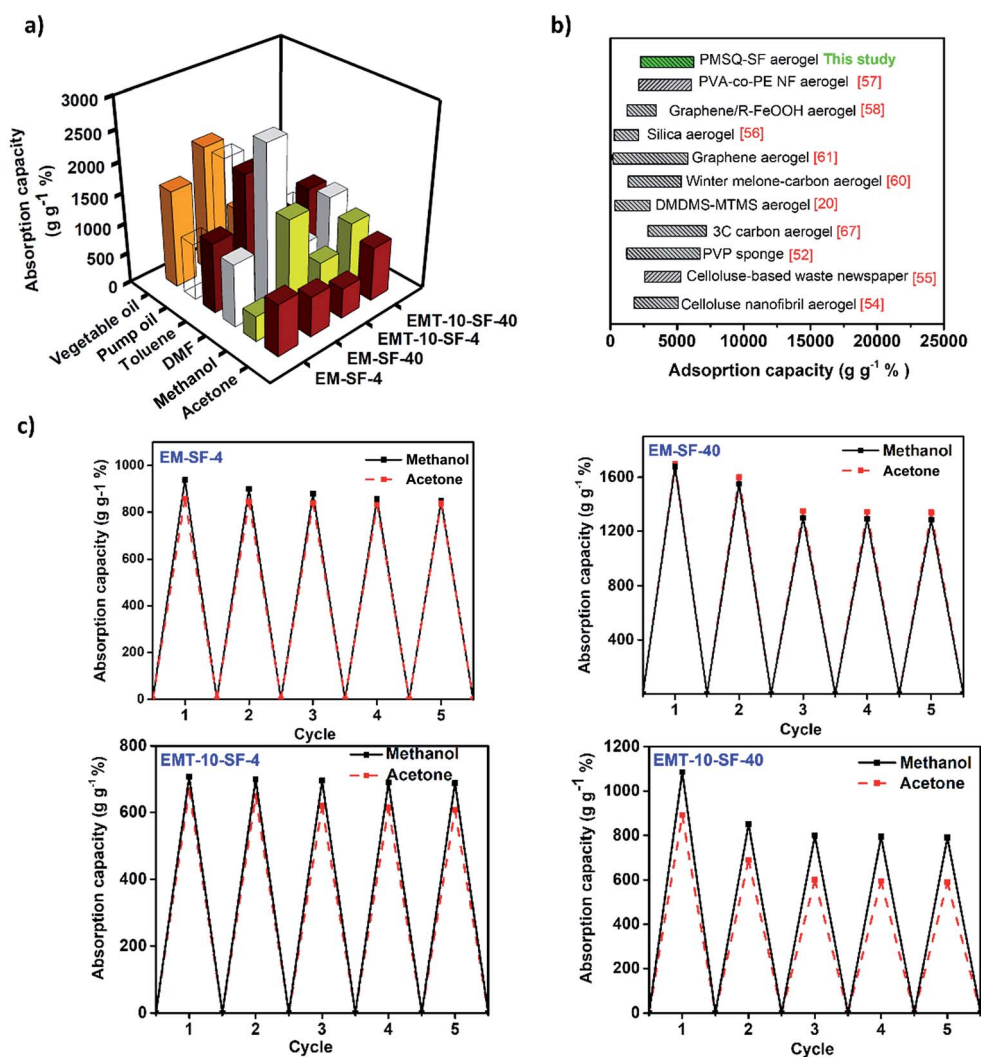 a)
3000
2500
2000
1500
1000
500
0
Absorption capacity
(g g-1 %)
Vegetable oil
Pump oil
Toluene
DMF
Methanol
Acetone
EMT-10-SF-40
EMT-10-SF-4
EM-SF-40
EM-SF-4
b)
PMSQ-SF aerogel This study
PVA-co-PE NF aerogel [57]
Graphene/R-FeOOH aerogel [58]
Silica aerogel [56]
Graphene aerogel [61]
Winter melone-carbon aerogel [60]
DMDMS-MTMS aerogel [20]
3C carbon aerogel [67]
PVP sponge [52]
Celloluse-based waste newspaper [55]
Celloluse nanofibril aerogel [54]
0 5000 10000 15000 20000 25000
Adsoprtion capacity (g g-1 % )
c)
EM-SF-4
Methanol
Acetone
1000
800
600
400
200
0
Absorption capacity (g g-1 %)
1 2 3 4 5
Cycle
EM-SF-40
Methanol
Acetone
1600
1200
800
400
Absorption capacity (g g-1 %)
1 2 3 4 5
Cycle
EMT-10-SF-4
Methanol
Acetone
800
600
400
200
0
Absorption capacity (g g-1 %)
1 2 3 4 5
Cycle
EMT-10-SF-40
Methanol
Acetone
1200
1000
800
600
400
200
0
Absorption capacity (g g-1 %)
1 2 3 4 5
Cycle